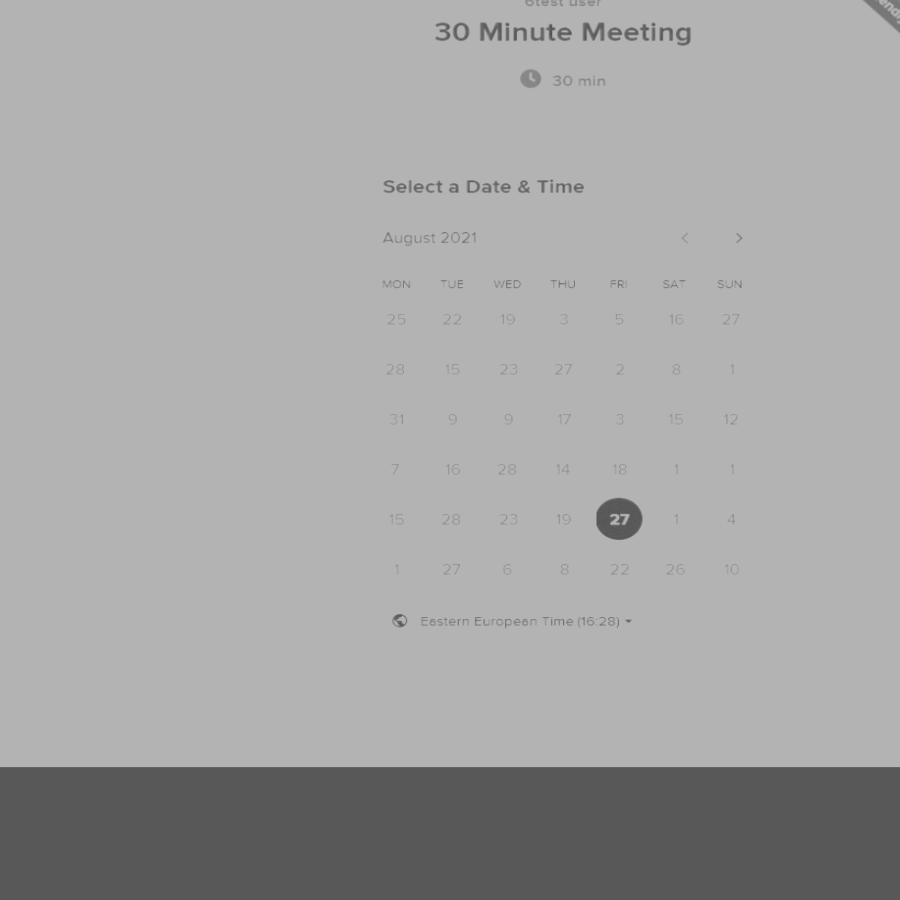 6test user
30 Minute Meeting
30 min
Select a Date & Time
August 2021
MON TUE WED THU FRI SAT SUN
25 22 19 3 5 16 27
28 15 23 27 2 8 1
31 9 9 17 3 15 12
7 16 28 14 18 1 1
15 28 23 19 27 1 4
1 27 6 8 22 26 10
Eastern European Time (16:28)